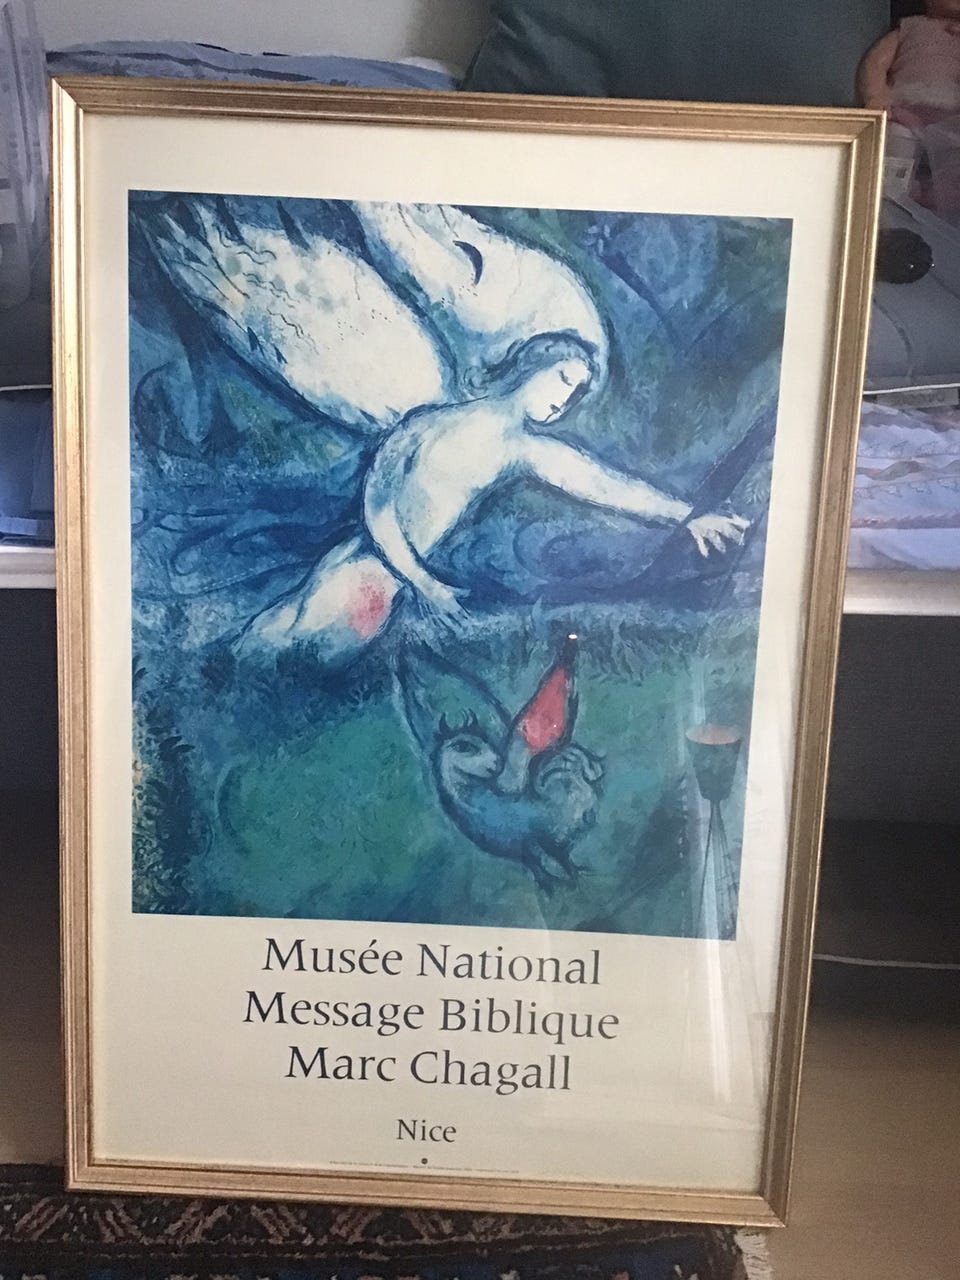 Musée National
Message Biblique
Marc Chagall
Nice